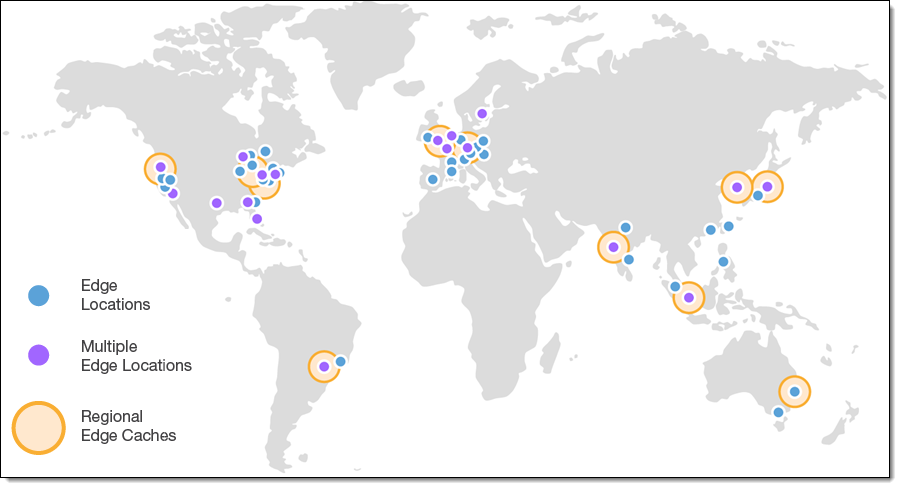 Edge
Locations
Multiple
Edge Locations
Regional
Edge Caches